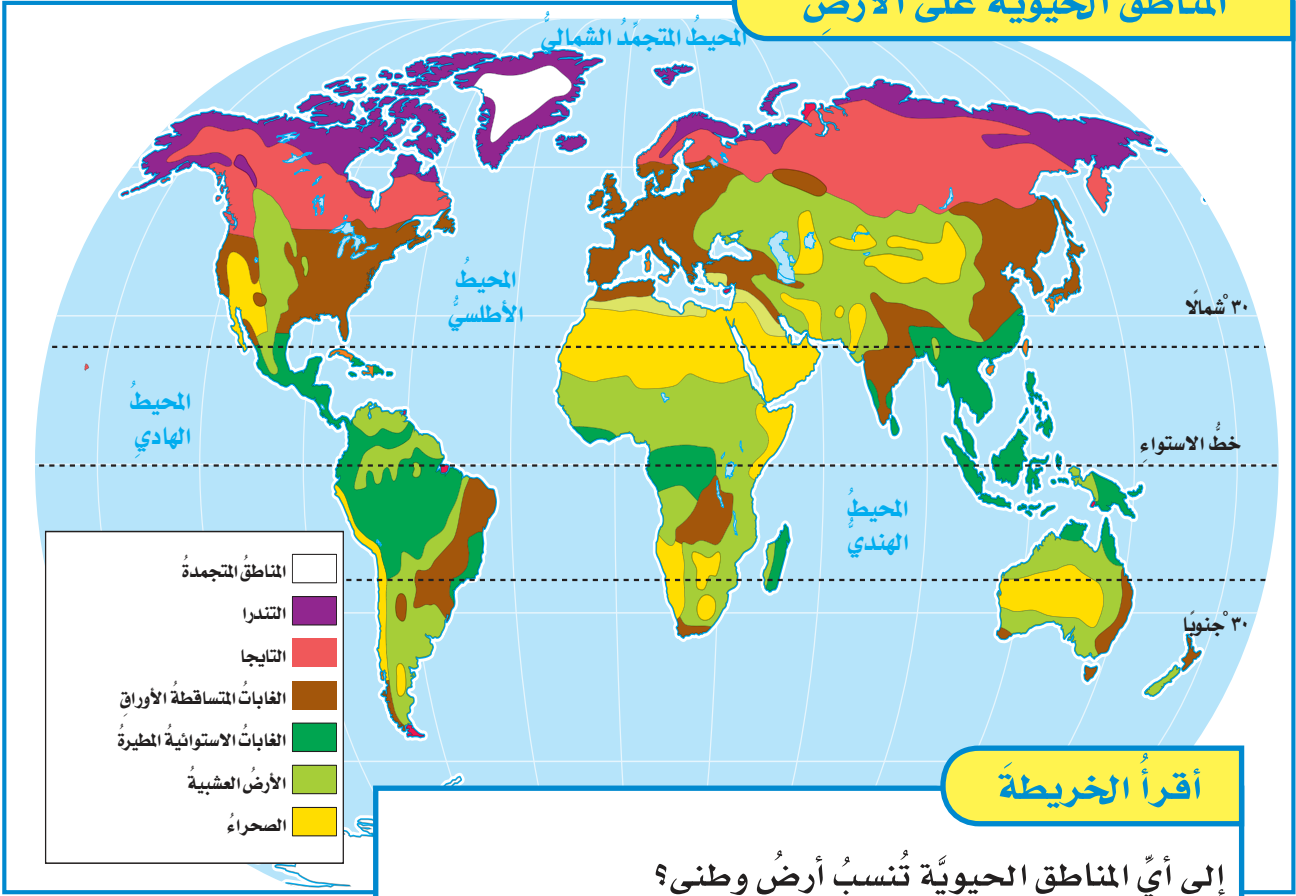 المناطق الحيوية على الأرضِ
المحيطُ المتجمِّدُ الشماليُّ
المحيطُ
الأطلسيُّ
٣٠ ْشمالًا
المحيطُ
الهادي
خطُّ الاستواءِ
المحيطُ
الهنديُّ
٣٠ ْجنوبًا
المناطقُ المتجمدةُ
التندرا
التايجا
الغاباتُ المتساقطةُ الأوراقِ
الغاباتُ الاستوائيةُ المطيرةُ
الأرضُ العشبيةُ
الصحراءُ
أقرأُ الخريطةَ
إلى أيِّ المناطق الحيويَّة تُنسبُ أرضُ وطني؟